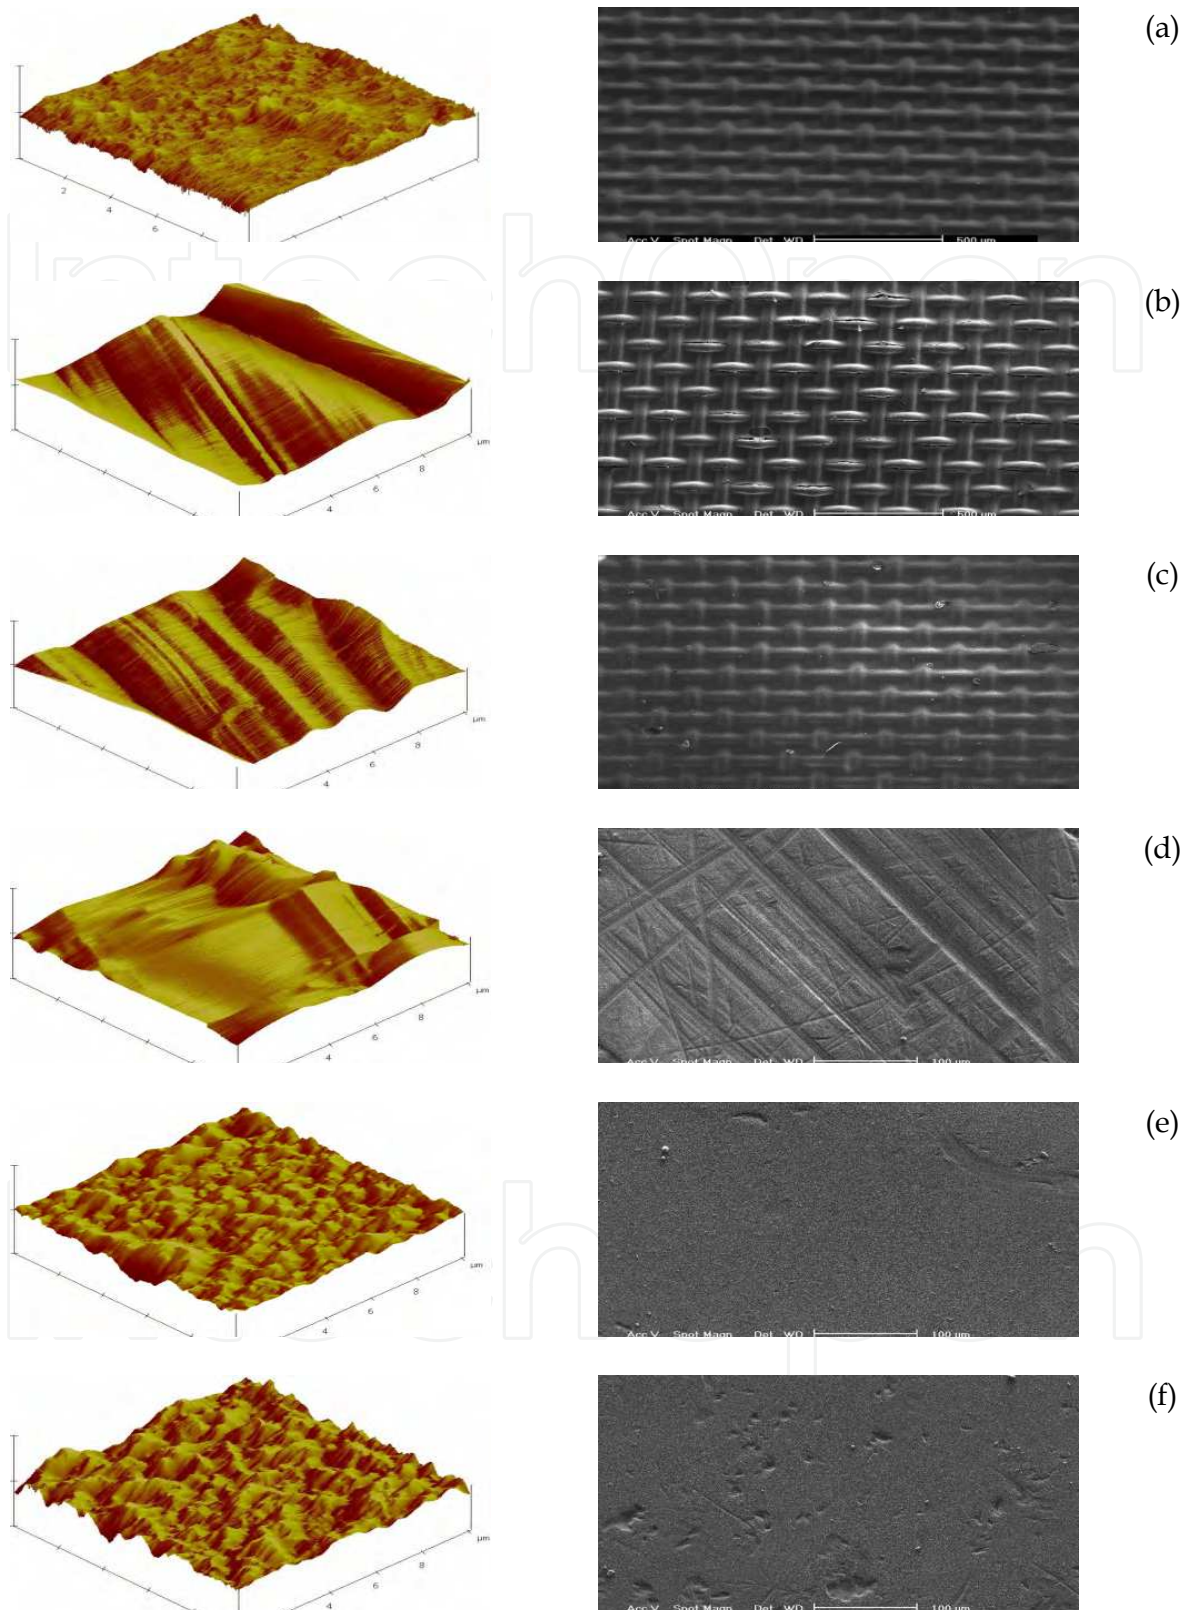 (a)
2
4
6
Acc.V Spot Magn Det WD 500 µm
(b)
µm
8
6
4
Acc.V Spot Magn Det WD 500 µm
(c)
µm
8
6
4
(d)
µm
8
6
4
Acc.V Spot Magn Det WD 100 µm
(e)
µm
8
6
4
Acc.V Spot Magn Det WD 100 µm
(f)
µm
8
6
4
Acc.V Spot Magn Det WD 100 µm
IntechOpen